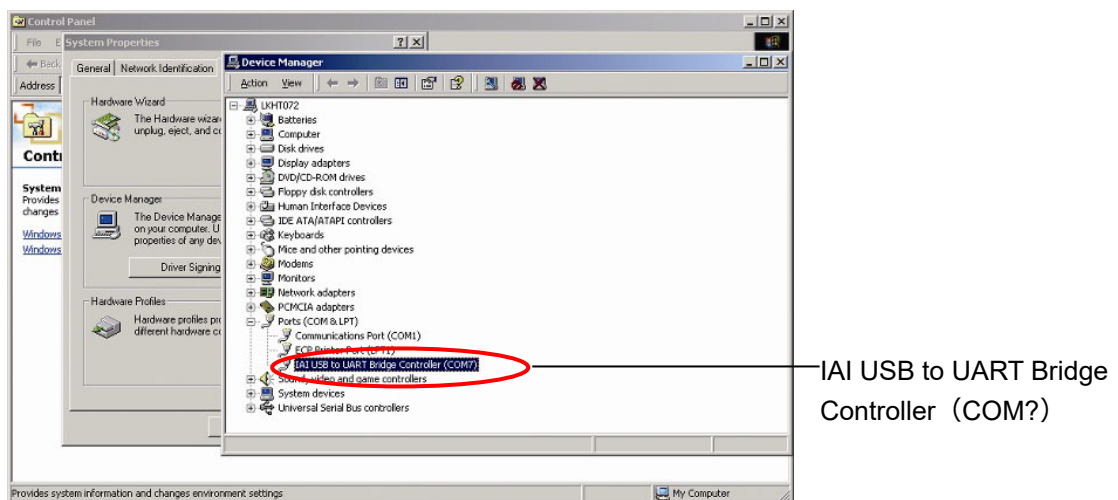 Control Panel
File E
System Properties
Back
General Network Identification
Address
Device Manager
Action View
Hardware Wizard
The Hardware wizar
unplug, eject, and co
Contr
System
Provides
changes
Windows
Windows
Device Manager
The Device Manage
on your computer. U
properties of any dev
Driver Signing
Hardware Profiles
Hardware profiles pro
different hardware co
LKHT072
Batteries
Computer
Disk drives
Display adapters
DVD/CD-ROM drives
Floppy disk controllers
Human Interface Devices
IDE ATA/ATAPI controllers
Keyboards
Mice and other pointing devices
Modems
Monitors
Network adapters
PCMCIA adapters
Ports (COM & LPT)
Communications Port (COM1)
ECP Printer Port (LPT1)
IAI USB to UART Bridge Controller (COM7)
Sound, video and game controllers
System devices
Universal Serial Bus controllers
Provides system information and changes environment settings
My Computer
IAI USB to UART Bridge
Controller（COM?）